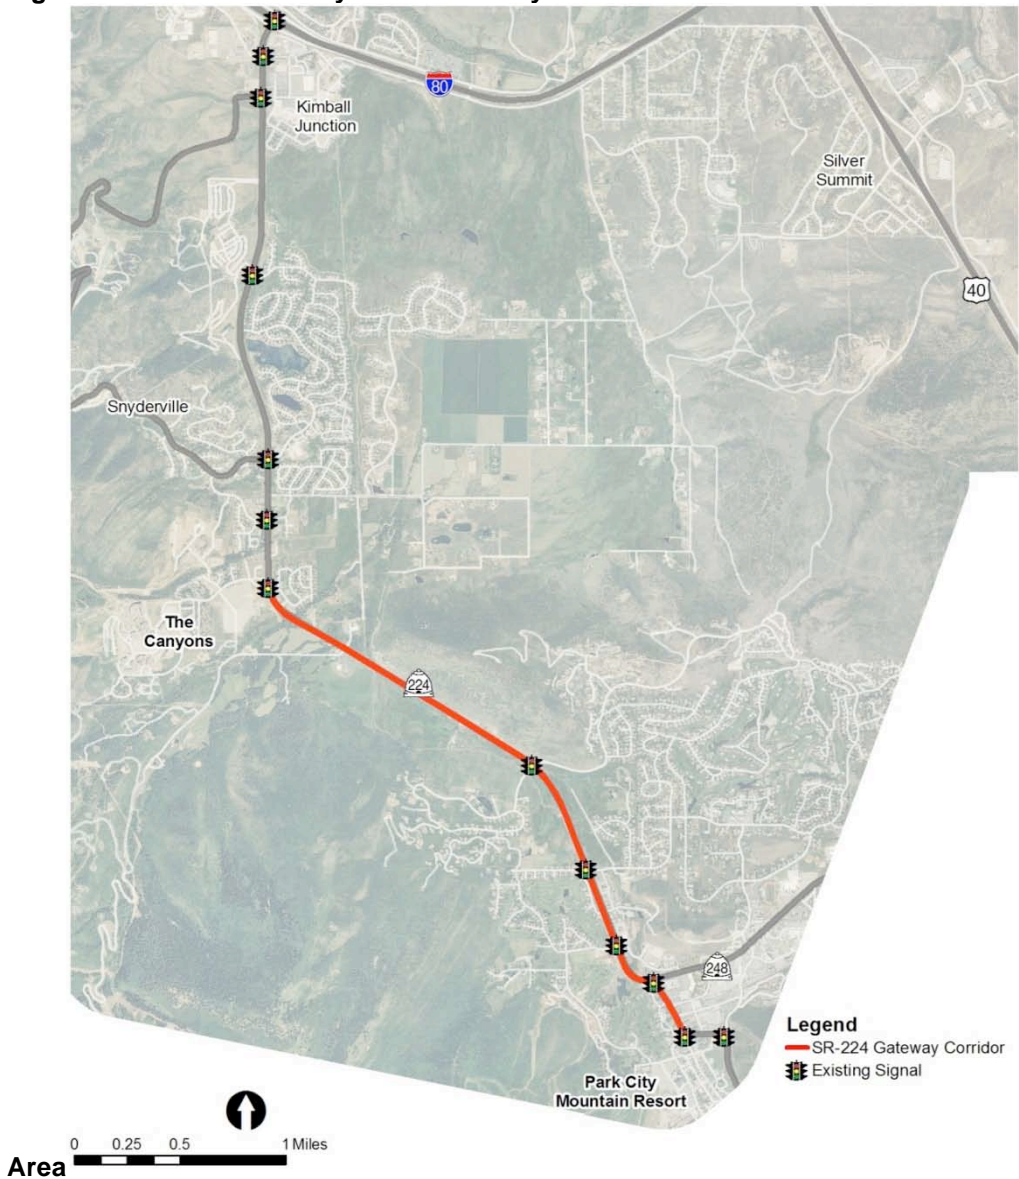 80
Kimball
Junction
Silver
Summit
40
Snyderville
The
Canyons
224
248
Legend
SR-224 Gateway Corridor
Existing Signal
Park City
Mountain Resort
0 0.25 0.5 1 Miles
Area